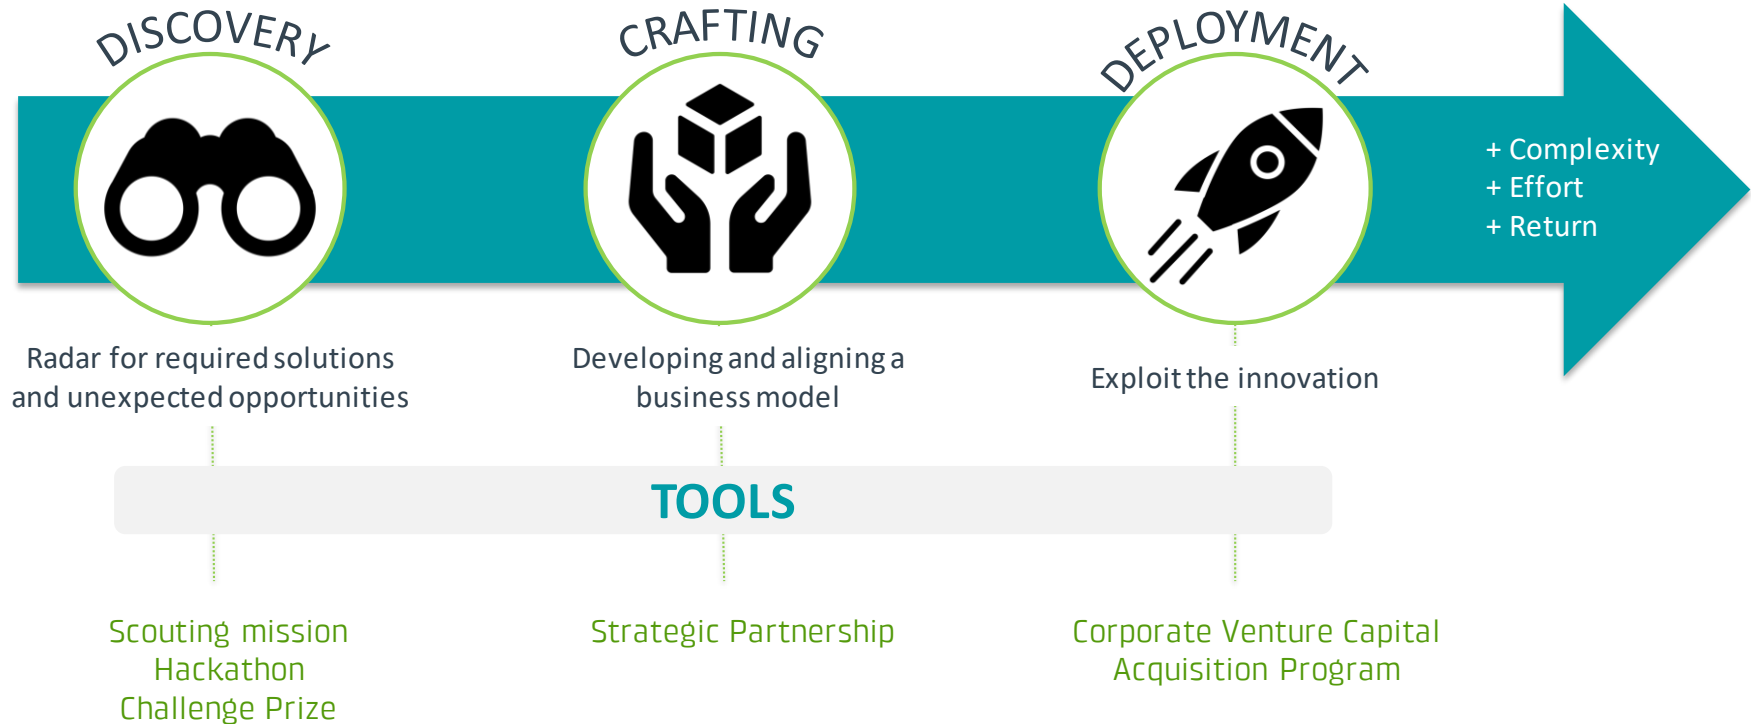 DISCOVERY
CRAFTING
DEPLOYMENT
+ Complexity
+ Effort
+ Return
Radar for required solutions
and unexpected opportunities
Developing and aligning a
business model
Exploit the innovation
TOOLS
Scouting mission
Hackathon
Challenge Prize
Strategic Partnership
Corporate Venture Capital
Acquisition Program